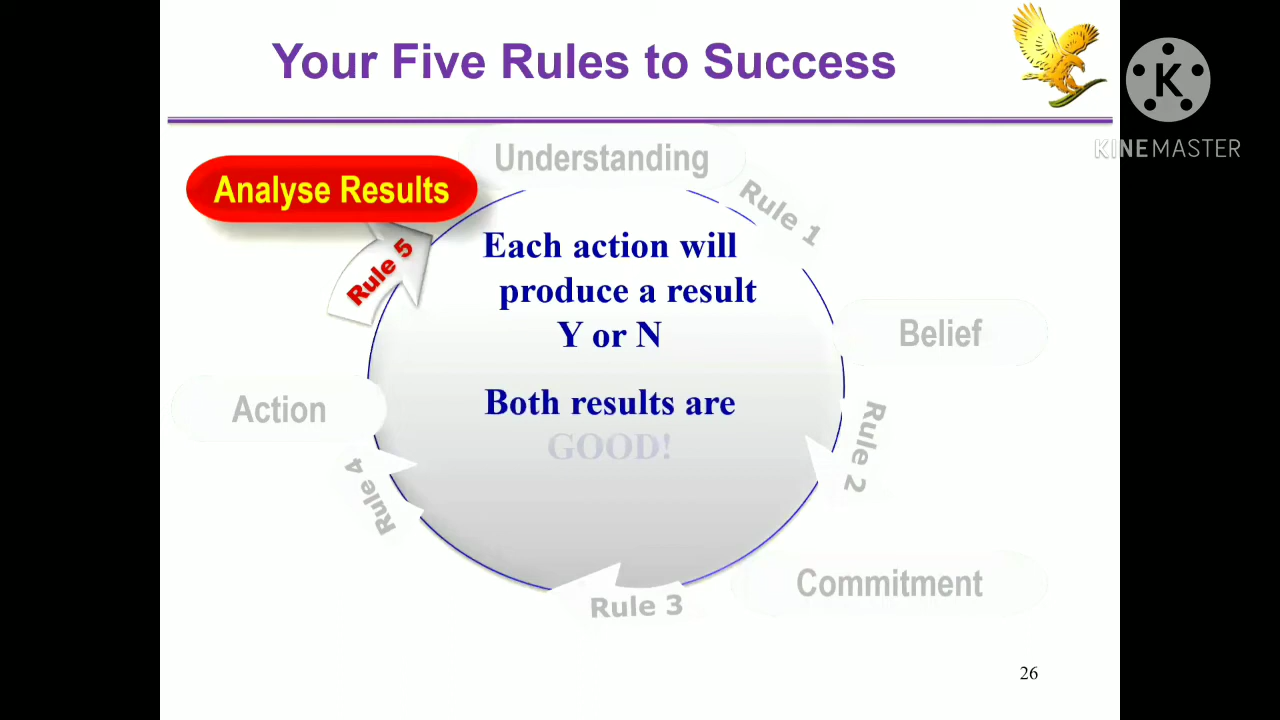 Your Five Rules to Success
KINEMASTER
Understanding
Analyse Results
Rule 1
Rule 5
Each action will
produce a result
Y or N
Belief
Both results are
GOOD!
Action
Rule 2
Rule 4
Commitment
Rule 3
26